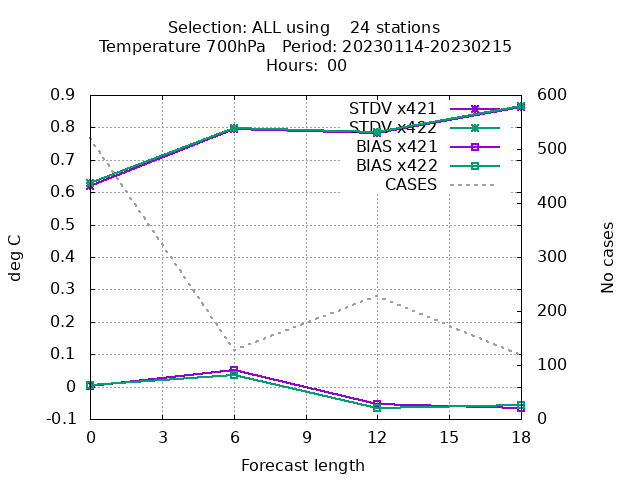 Selection: ALL using    24 stations
Temperature 700hPa   Period: 20230114-20230215
Hours: 00
0.9
0.8
0.7
0.6
0.5
0.4
0.3
0.2
0.1
0
-0.1
deg C
STDV x421
STDV x422
BIAS x421
BIAS x422
CASES
600
500
400
300
200
100
0
No cases
0 3 6 9 12 15 18
Forecast length